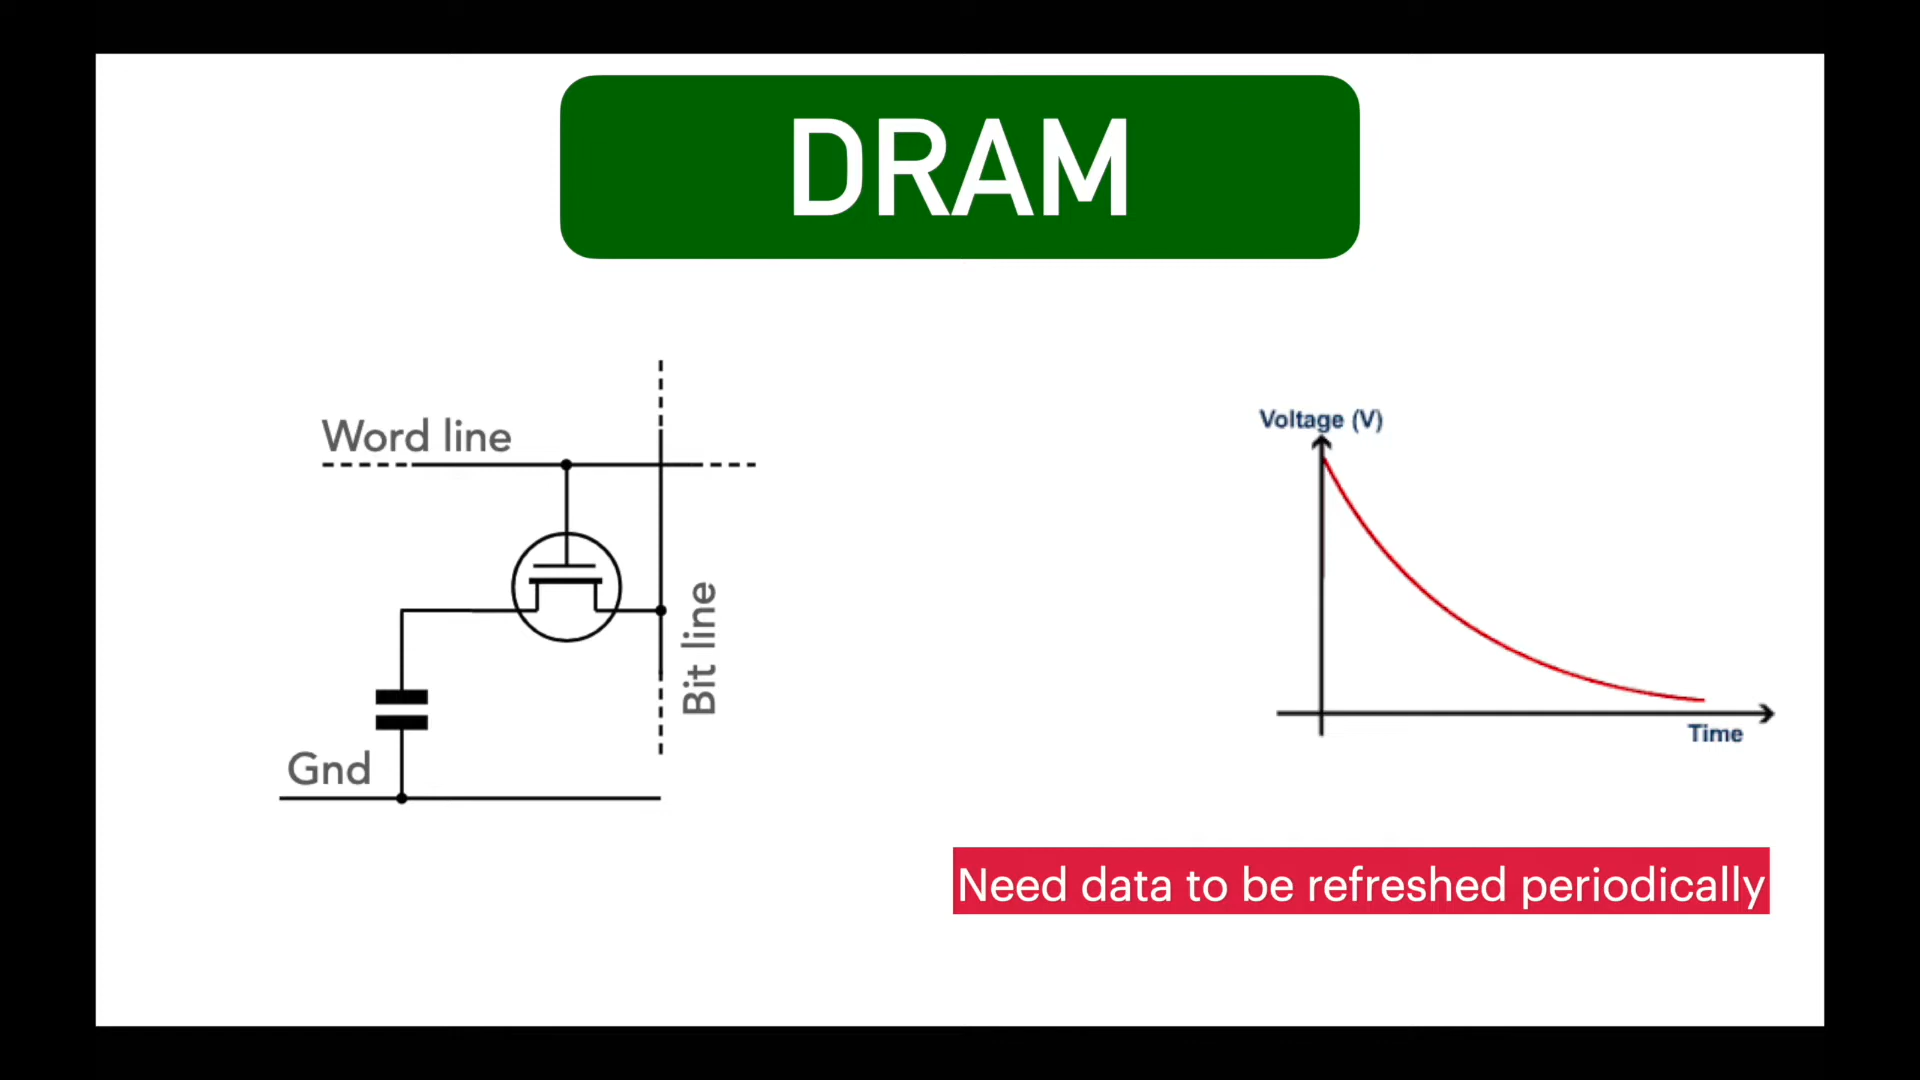 DRAM
Word line
Bit line
Gnd
Voltage (V)
Time
Need data to be refreshed periodically